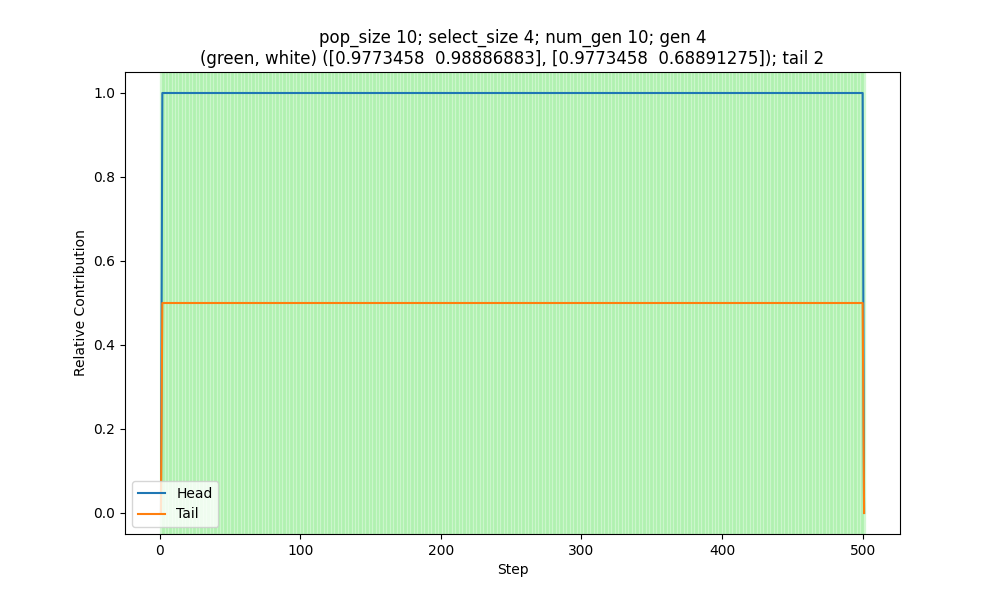 pop_size 10; select_size 4; num_gen 10; gen 4
(green, white) ([0.9773458  0.98886883], [0.9773458  0.68891275]); tail 2
1.0
0.8
0.6
0.4
0.2
0.0
Relative Contribution
Head
Tail
0 100 200 300 400 500
Step